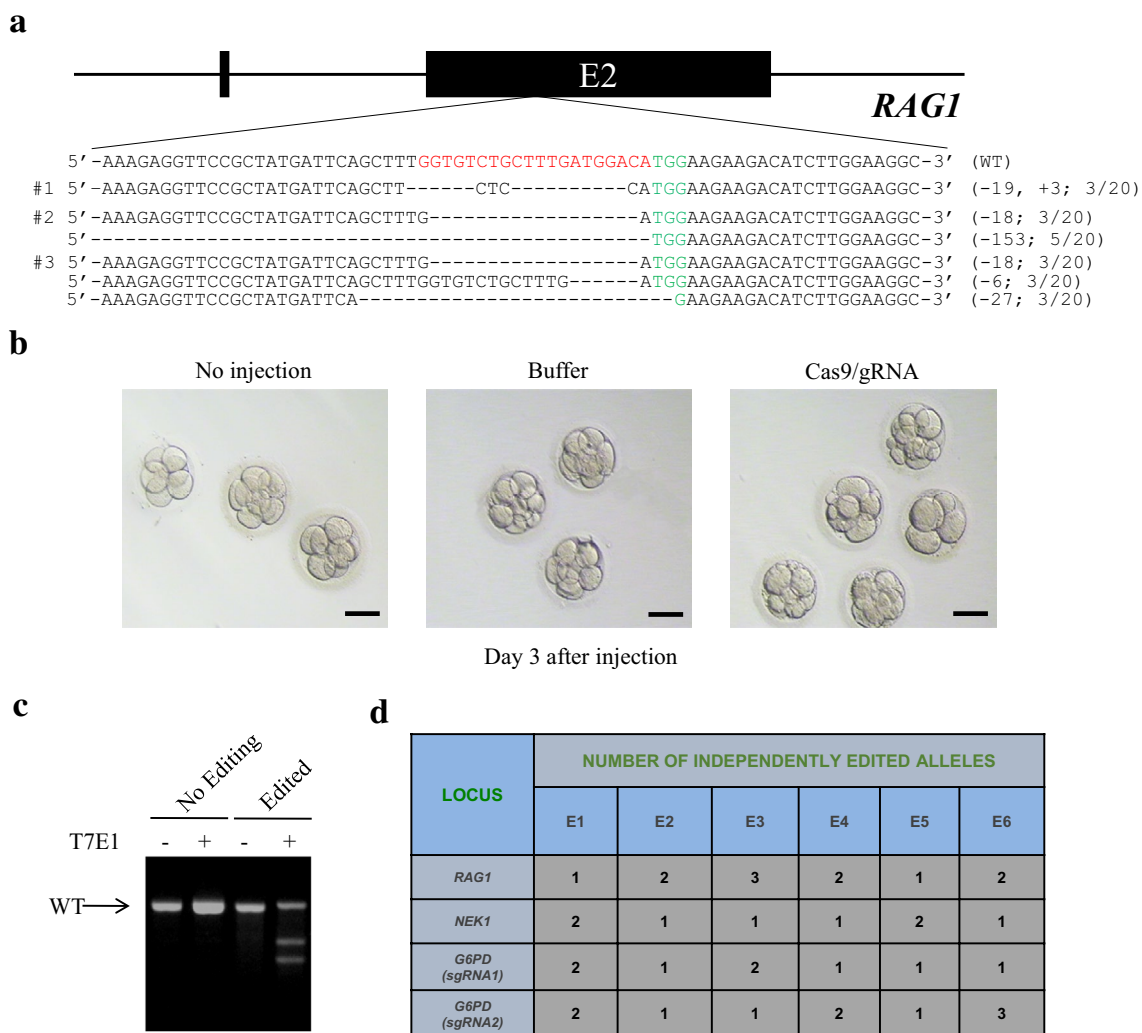 a
E2
RAG1
5′-AAAGAGGTTCCGCTATGATTCAGCTTTGGTGTCTGCTTTGATGGACATGGAAGAAGACATCTTGGAAGGC-3′ (WT)
#1 5′-AAAGAGGTTCCGCTATGATTCAGCTT------CTC----------CATGGAAGAAGACATCTTGGAAGGC-3′ (-19, +3; 3/20)
#2 5′-AAAGAGGTTCCGCTATGATTCAGCTTTG------------------ATGGAAGAAGACATCTTGGAAGGC-3′ (-18; 3/20)
5′-----------------------------------------------TGGAAGAAGACATCTTGGAAGGC-3′ (-153; 5/20)
#3 5′-AAAGAGGTTCCGCTATGATTCAGCTTTG------------------ATGGAAGAAGACATCTTGGAAGGC-3′ (-18; 3/20)
5′-AAAGAGGTTCCGCTATGATTCAGCTTTGGTGTCTGCTTTG------ATGGAAGAAGACATCTTGGAAGGC-3′ (-6; 3/20)
5′-AAAGAGGTTCCGCTATGATTCA---------------------------GAAGAAGACATCTTGGAAGGC-3′ (-27; 3/20)
b
No injection Buffer Cas9/gRNA
Day 3 after injection
c
No Editing Edited
T7E1 - + - +
WT
d
LOCUS NUMBER OF INDEPENDENTLY EDITED ALLELES
E1 E2 E3 E4 E5 E6
RAG1 1 2 3 2 1 2
NEK1 2 1 1 1 2 1
G6PD
(sgRNA1) 2 1 2 1 1 1
G6PD
(sgRNA2) 2 1 1 2 1 3